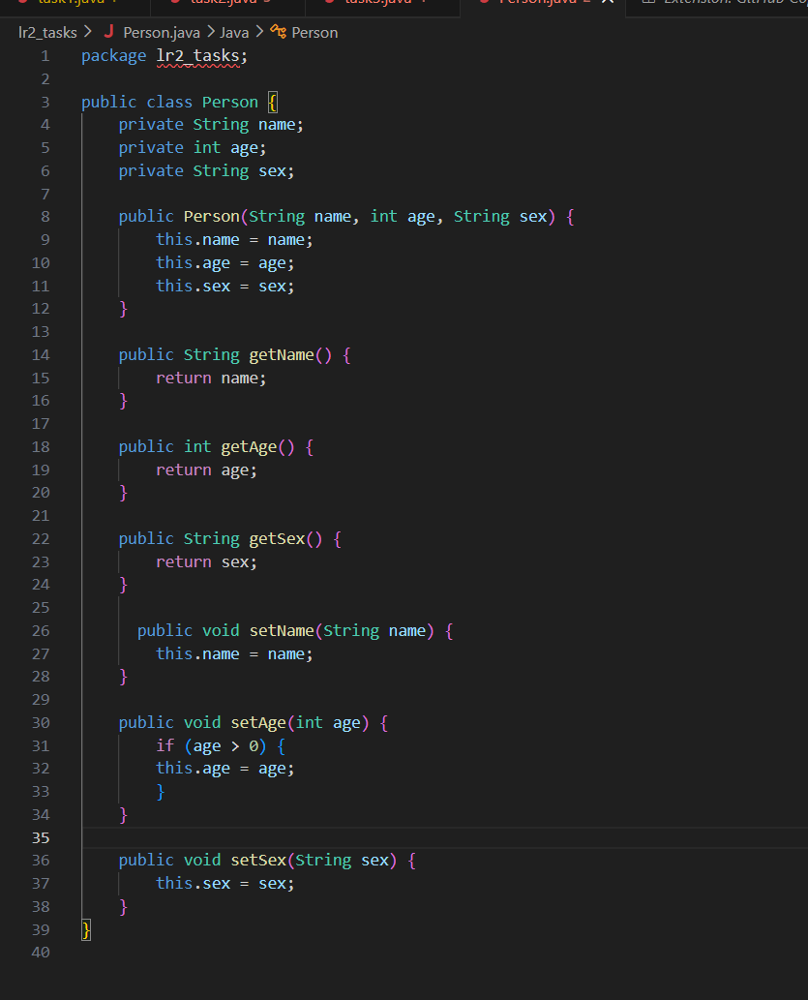 task1.java
task2.java
task3.java
Person.java 2
Extension: GitHub Co
lr2_tasks > J Person.java > Java > Person
1 package lr2_tasks;
2
3 public class Person {
4     private String name;
5     private int age;
6     private String sex;
7
8     public Person(String name, int age, String sex) {
9         this.name = name;
10         this.age = age;
11         this.sex = sex;
12     }
13
14     public String getName() {
15         return name;
16     }
17
18     public int getAge() {
19         return age;
20     }
21
22     public String getSex() {
23         return sex;
24     }
25
26       public void setName(String name) {
27         this.name = name;
28     }
29
30     public void setAge(int age) {
31         if (age > 0) {
32         this.age = age;
33         }
34     }
35
36     public void setSex(String sex) {
37         this.sex = sex;
38     }
39 }
40